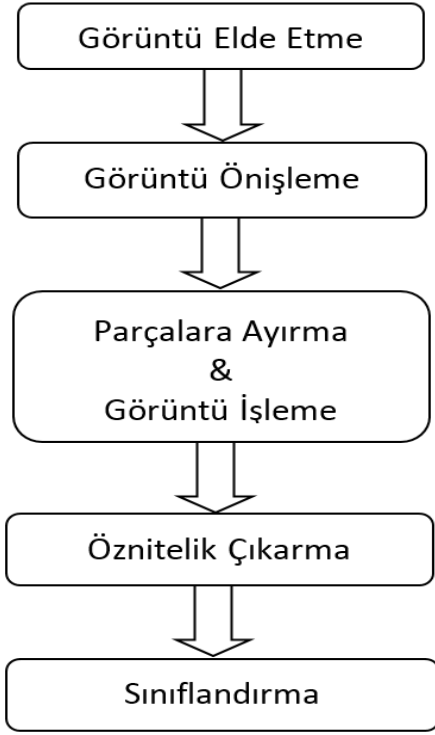 Görüntü Elde Etme
Görüntü Önişleme
Parçalara Ayırma
&
Görüntü İşleme
Öznitelik Çıkarma
Sınıflandırma